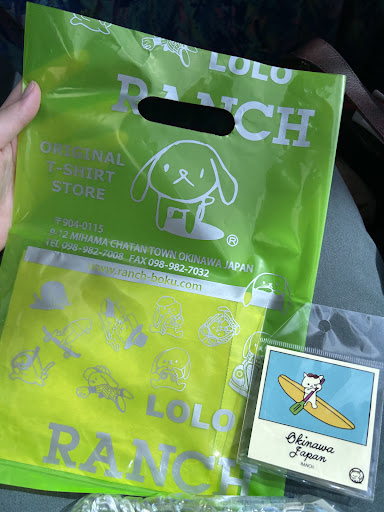 LOLO
RANCH
ORIGINAL
T-SHIRT
STORE
®
〒904-0115
9-12 MIHAMA CHATAN TOWN OKINAWA JAPAN
TEL 098-982-7008 FAX 098-982-7032
www.ranch-boku.com
LOLO
RANCH
Okinawa
Japan
RANCH